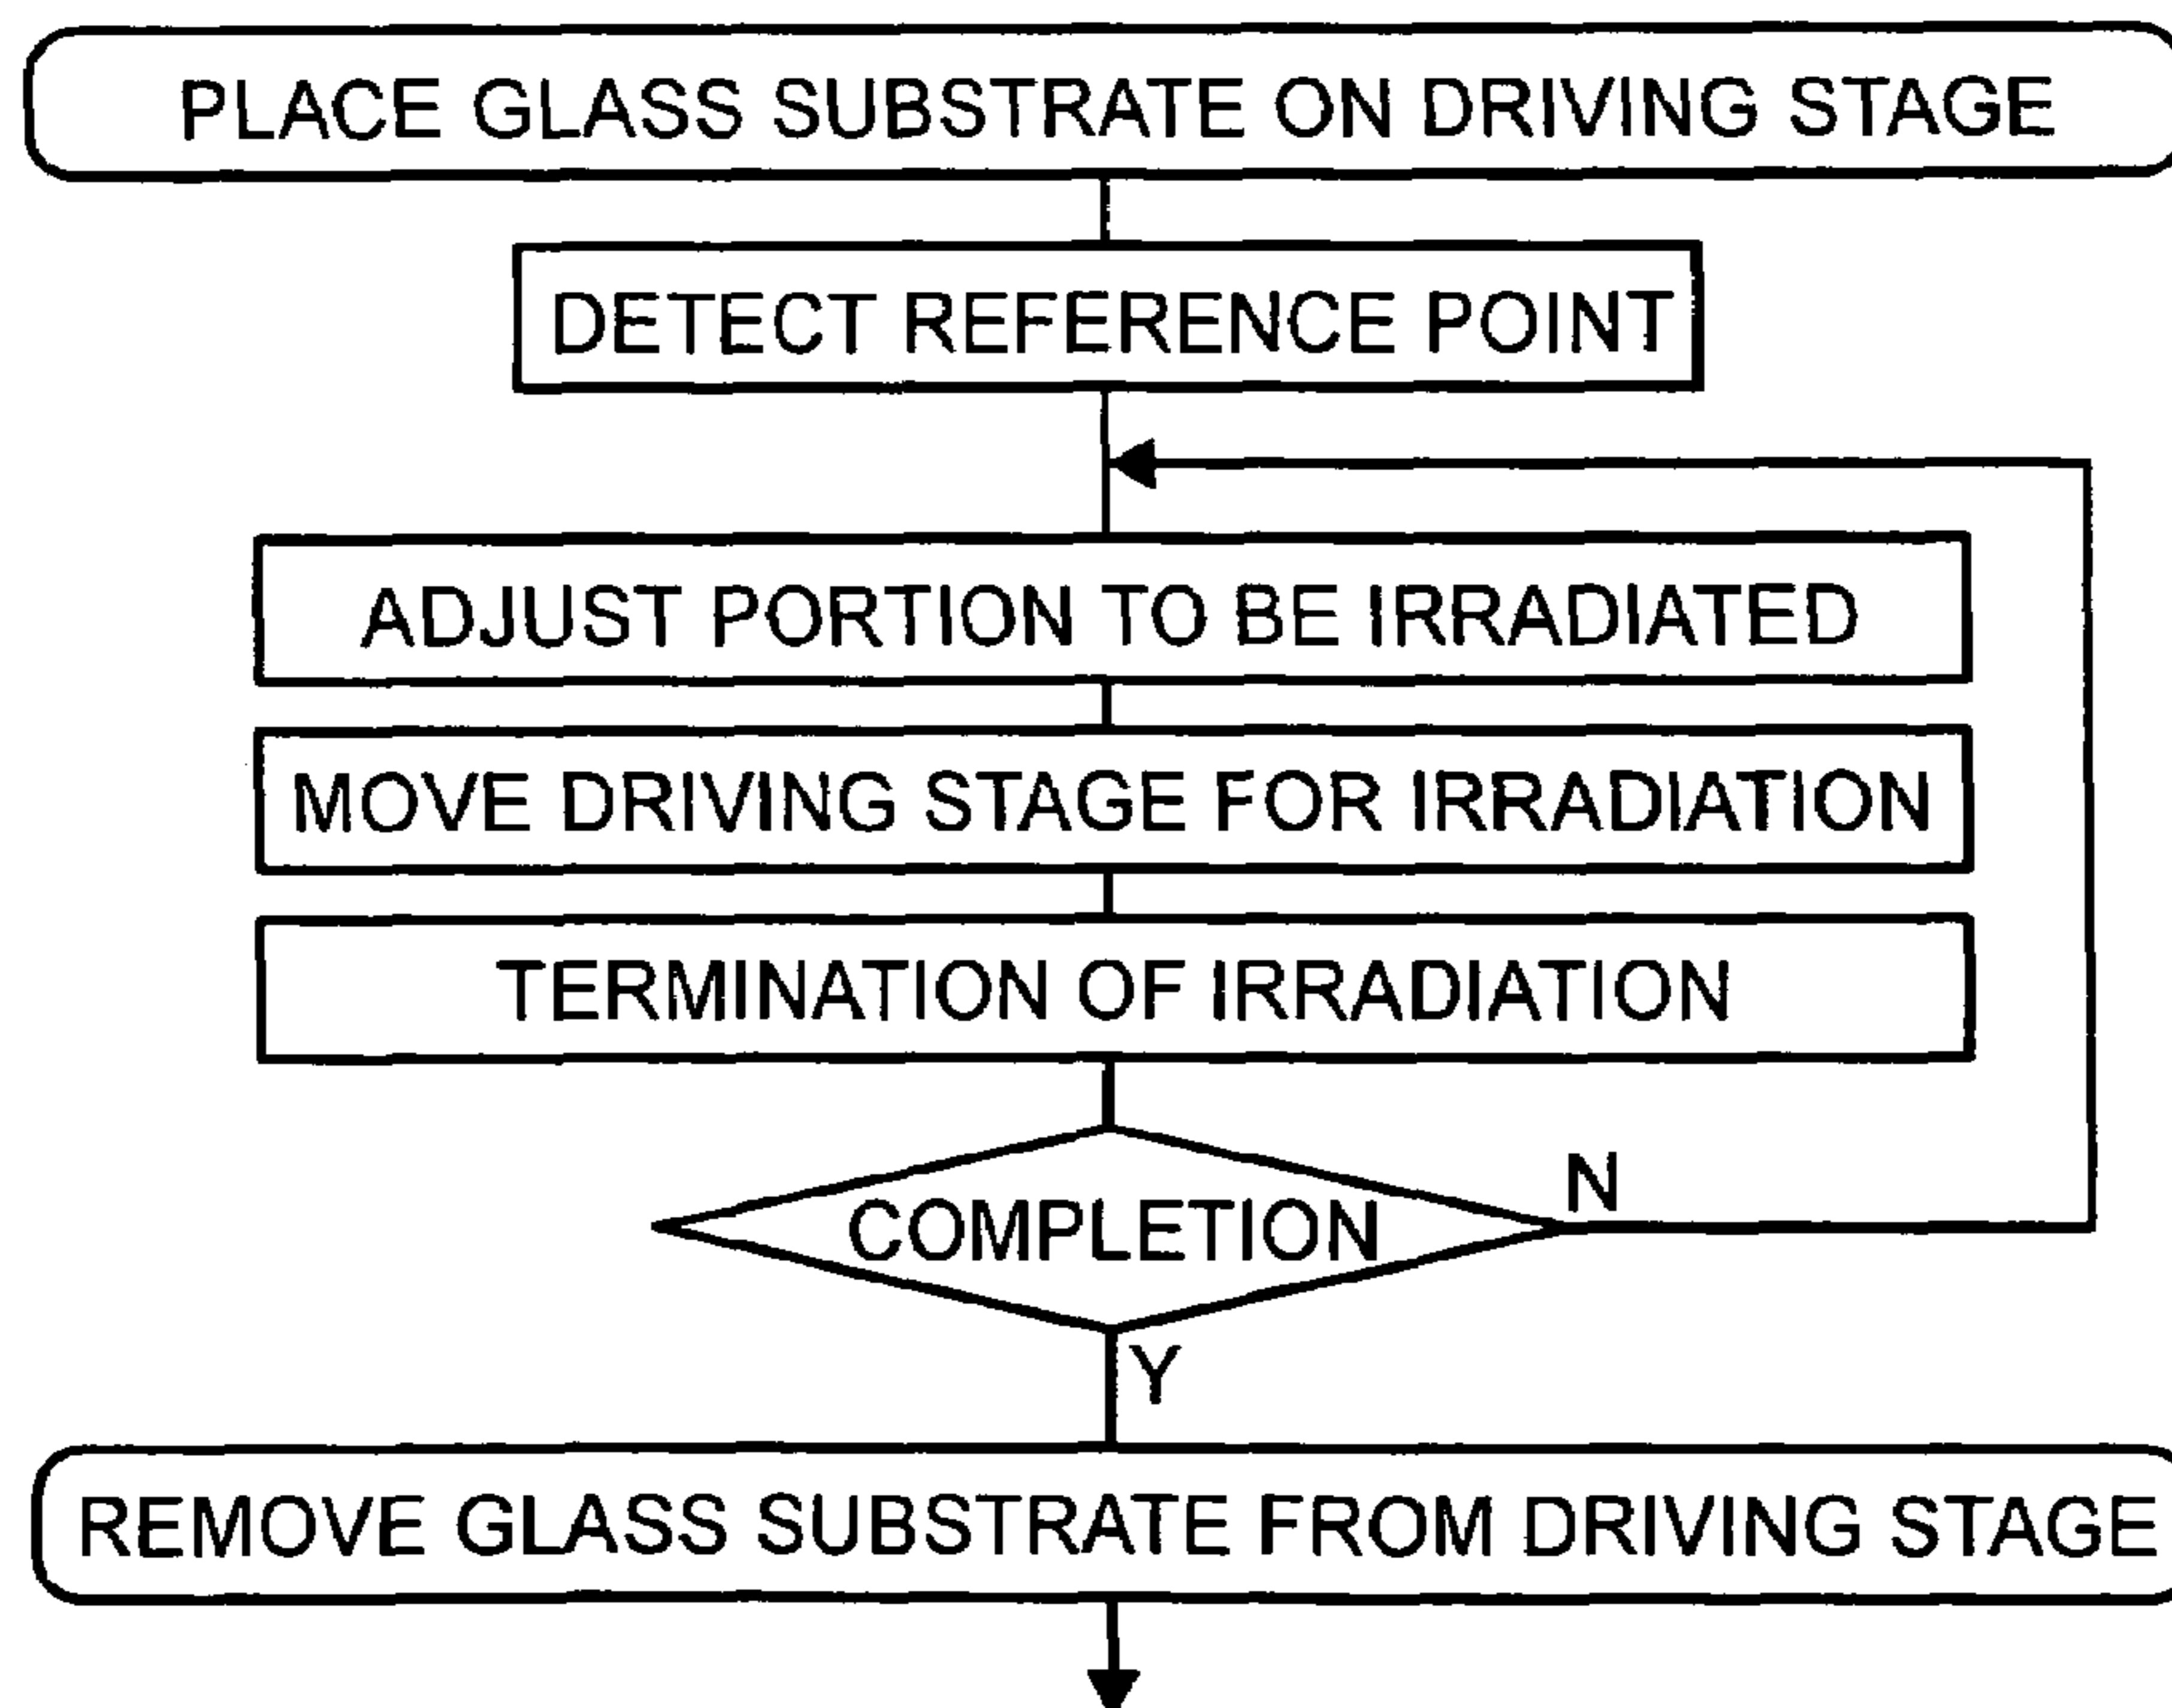 PLACE GLASS SUBSTRATE ON DRIVING STAGE
DETECT REFERENCE POINT
ADJUST PORTION TO BE IRRADIATED
MOVE DRIVING STAGE FOR IRRADIATION
TERMINATION OF IRRADIATION
N
COMPLETION
Y
REMOVE GLASS SUBSTRATE FROM DRIVING STAGE